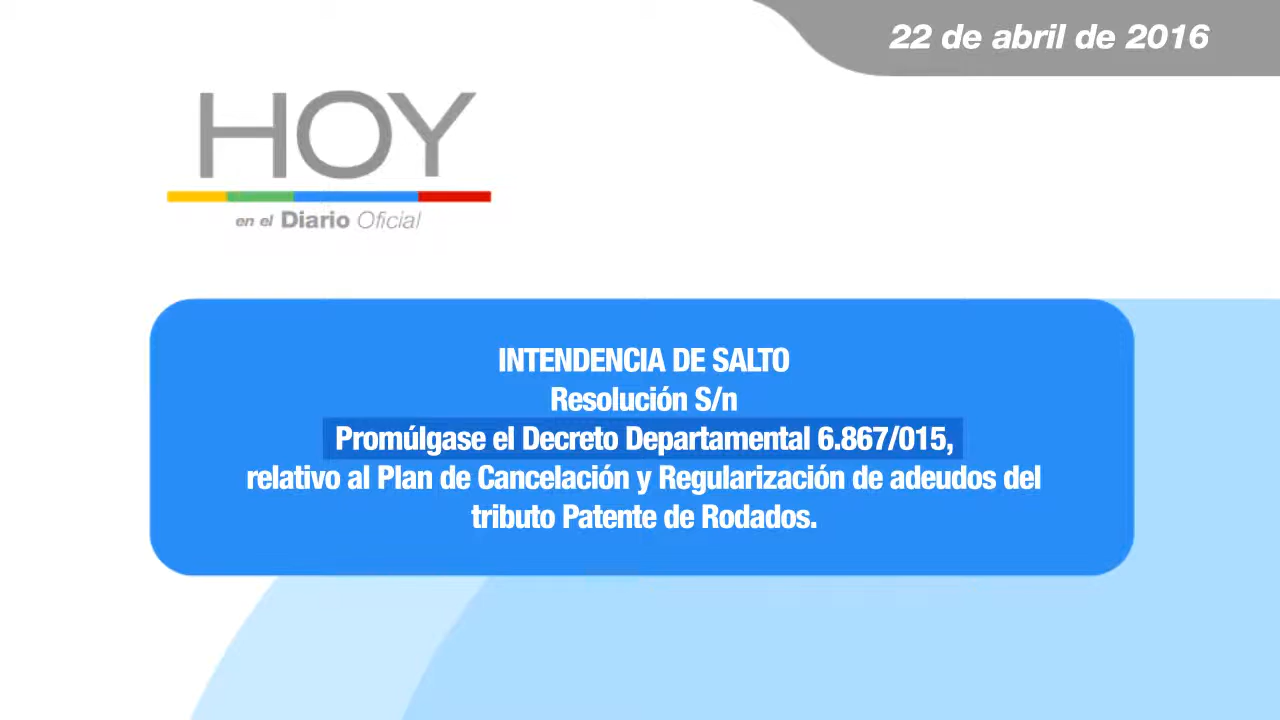 22 de abril de 2016
HOY
en el Diario Oficial
INTENDENCIA DE SALTO
Resolución S/n
Promúlgase el Decreto Departamental 6.867/015,
relativo al Plan de Cancelación y Regularización de adeudos del
tributo Patente de Rodados.